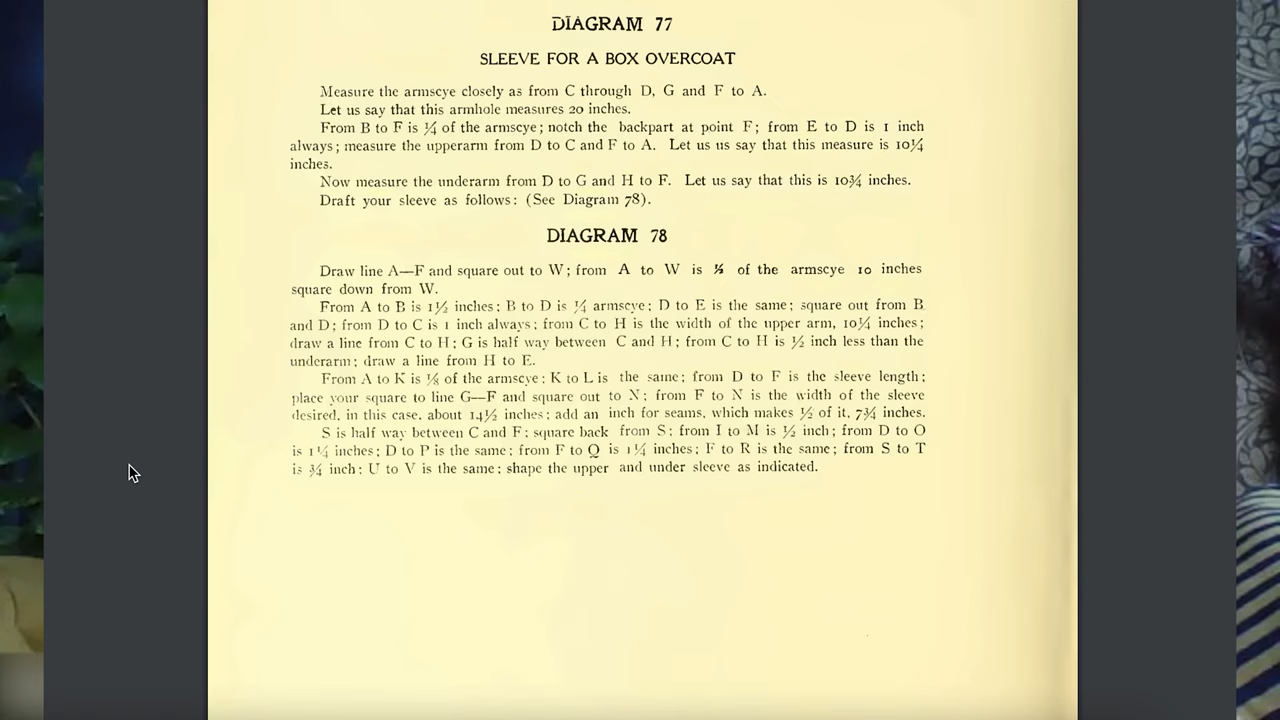 DIAGRAM 77
SLEEVE FOR A BOX OVERCOAT
Measure the armscye closely as from C through D, G and F to A.
Let us say that this armhole measures 20 inches.
From B to F is ¼ of the armscye; notch the backpart at point F; from E to D is 1 inch
always; measure the upperarm from D to C and F to A. Let us us say that this measure is 10¼
inches.
Now measure the underarm from D to G and H to F. Let us say that this is 10¾ inches.
Draft your sleeve as follows: (See Diagram 78).
DIAGRAM 78
Draw line A—F and square out to W; from A to W is of the armscye 10 inches
square down from W.
From A to B is 1½ inches; B to D is ¼ armscye; D to E is the same; square out from B
and D; from D to C is 1 inch always; from C to H is the width of the upper arm, 10¼ inches;
draw a line from C to H; G is half way between C and H; from C to H is ½ inch less than the
underarm; draw a line from H to E.
From A to K is ⅛ of the armscye; K to L is the same; from D to F is the sleeve length;
place your square to line G—F and square out to N; from F to N is the width of the sleeve
desired, in this case, about 14½ inches; add an inch for seams, which makes ½ of it, 7¾ inches.
S is half way between C and F; square back from S; from I to M is ½ inch; from D to O
is 1¼ inches; D to P is the same; from F to Q is 1¼ inches; F to R is the same; from S to T
is ¾ inch; U to V is the same; shape the upper and under sleeve as indicated.